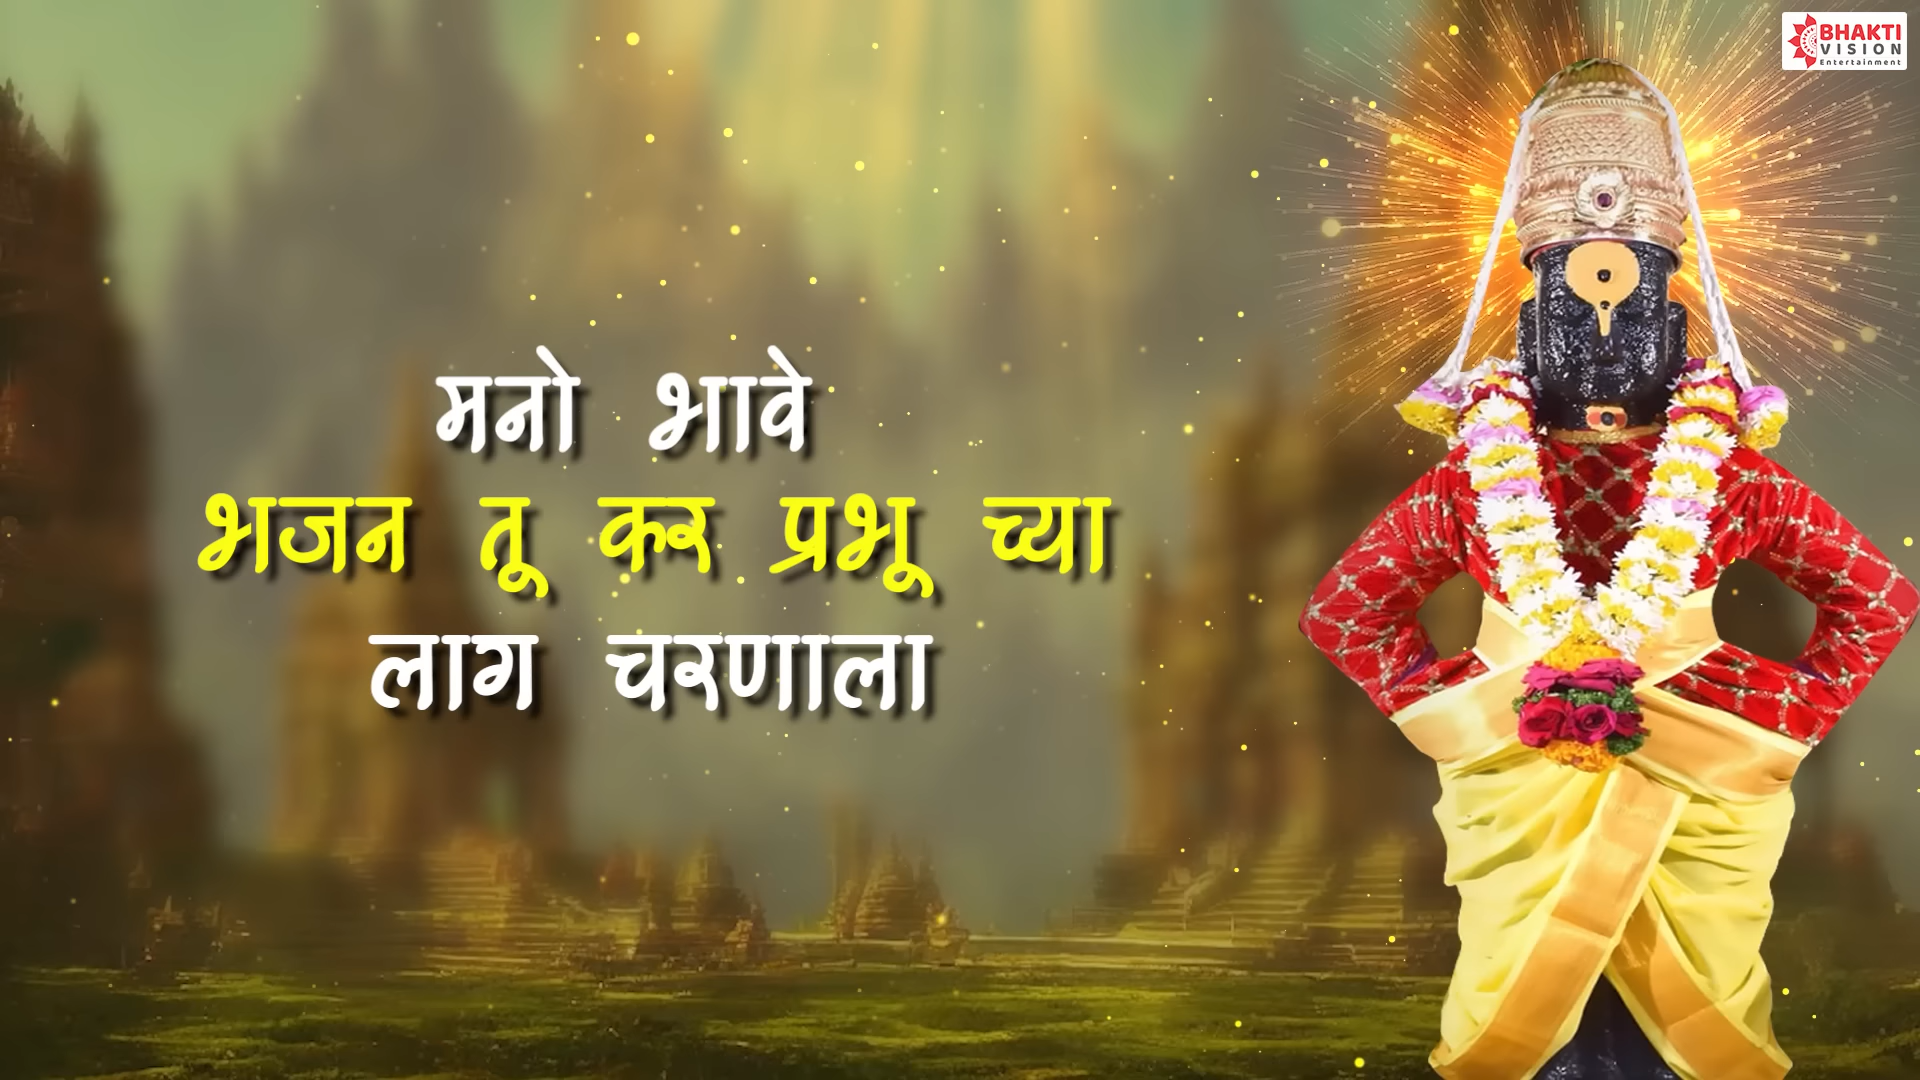 BHAKTI
VISION
Entertainment
मनो भावे
भजन तू कर प्रभू च्या
लाग चरणाला